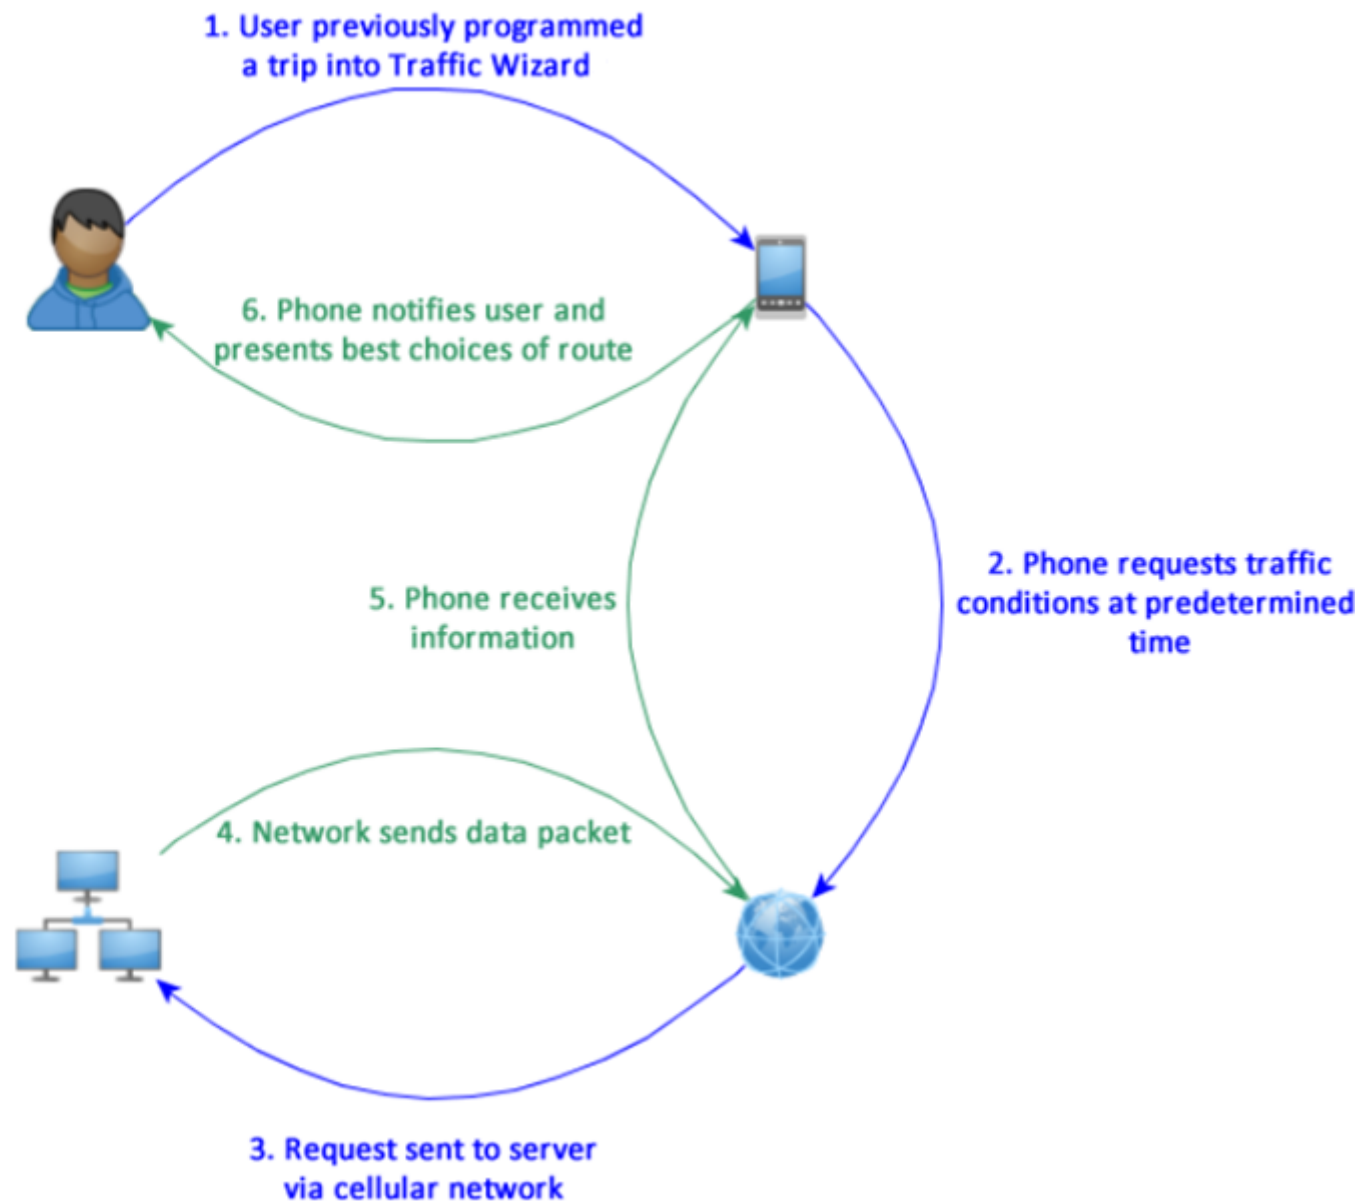 1. User previously programmed
a trip into Traffic Wizard
6. Phone notifies user and
presents best choices of route
2. Phone requests traffic
conditions at predetermined
time
5. Phone receives
information
4. Network sends data packet
3. Request sent to server
via cellular network